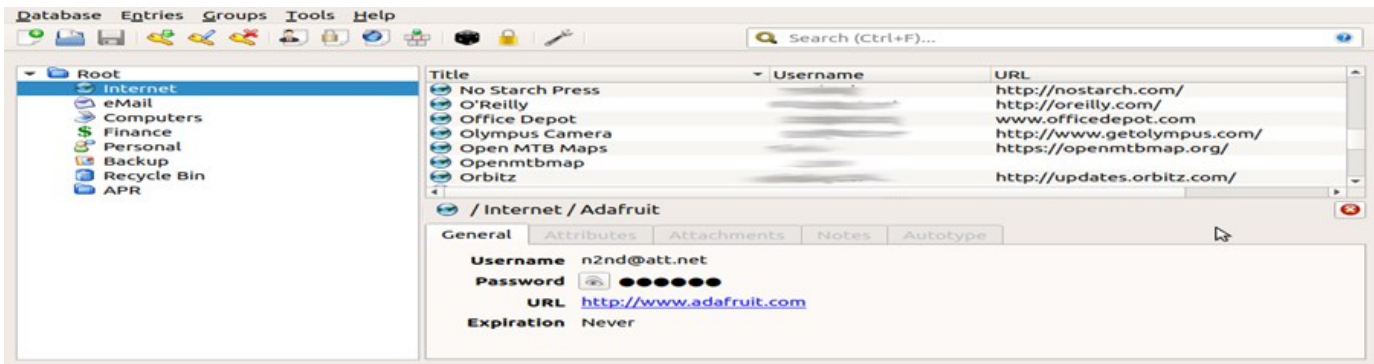 Database Entries Groups Tools Help
Search (Ctrl+F)...
Root
Internet
eMail
Computers
Finance
Personal
Backup
Recycle Bin
APR
Title Username URL
No Starch Press http://nostarch.com/
O'Reilly http://oreilly.com/
Office Depot www.officedepot.com
Olympus Camera http://www.getolympus.com/
Open MTB Maps https://openmtbmap.org/
Openmtbmap
Orbitz http://updates.orbitz.com/
/ Internet / Adafruit
General Attributes Attachments Notes Autotype
Username n2nd@att.net
Password ●●●●●●
URL http://www.adafruit.com
Expiration Never